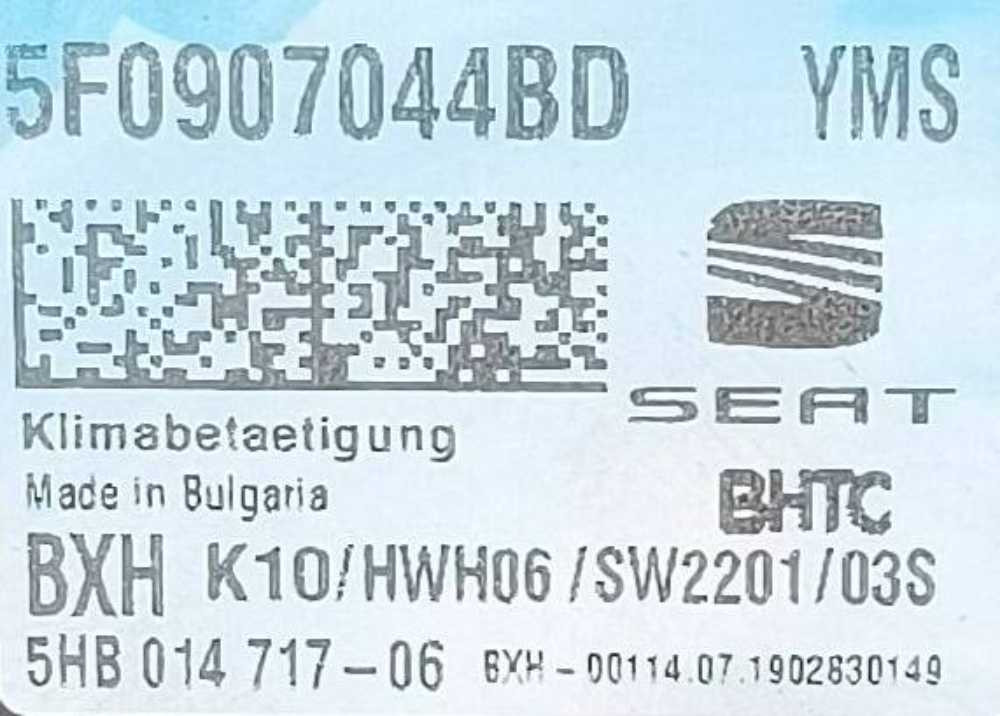 5F0907044BD YMS
SEAT
Klimabetaetigung
Made in Bulgaria
BHTC
BXH K10/HWH06/SW2201/03S
5HB 014 717-06 BXH-00114.07.1902830149